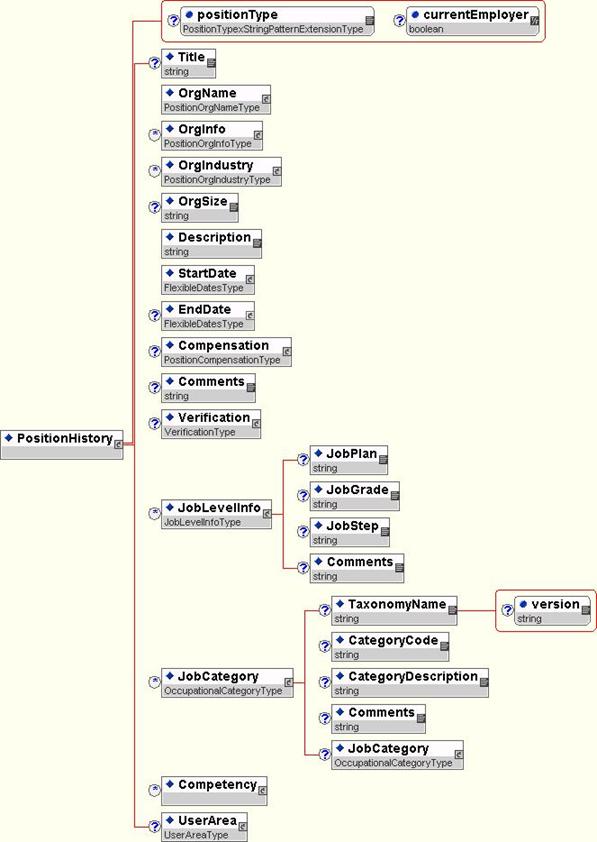 positionType
PositionTypexStringPatternExtensionType
currentEmployer
boolean
Title
string
OrgName
PositionOrgNameType
OrgInfo
PositionOrgInfoType
OrgIndustry
PositionOrgIndustryType
OrgSize
string
Description
string
StartDate
FlexibleDatesType
EndDate
FlexibleDatesType
Compensation
PositionCompensationType
Comments
string
Verification
VerificationType
PositionHistory
JobLevelInfo
JobLevelInfoType
JobPlan
string
JobGrade
string
JobStep
string
Comments
string
JobCategory
OccupationalCategoryType
TaxonomyName
string
version
string
CategoryCode
string
CategoryDescription
string
Comments
string
JobCategory
OccupationalCategoryType
Competency
UserArea
UserAreaType